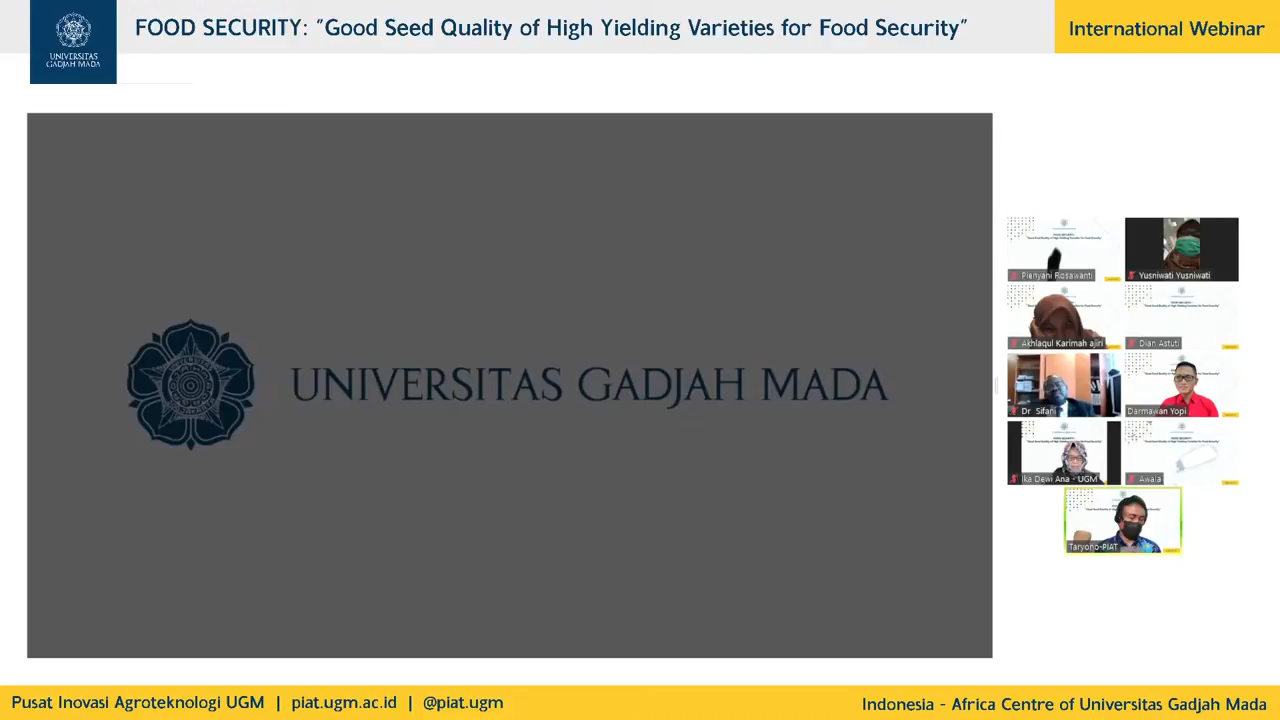 FOOD SECURITY: "Good Seed Quality of High Yielding Varieties for Food Security"
International Webinar
UNIVERSITAS
GADJAH MADA
UNIVERSITAS GADJAH MADA
Pienyani Rosawanti
Yusniwati Yusniwati
Akhlaqul Karimah ajiri
Dian Astuti
Dr Sifani
Darmawan Yopi
Ika Dewi Ana - UGM
Awala
Taryono-PIAT
Pusat Inovasi Agroteknologi UGM | piat.ugm.ac.id | @piat.ugm
Indonesia - Africa Centre of Universitas Gadjah Mada